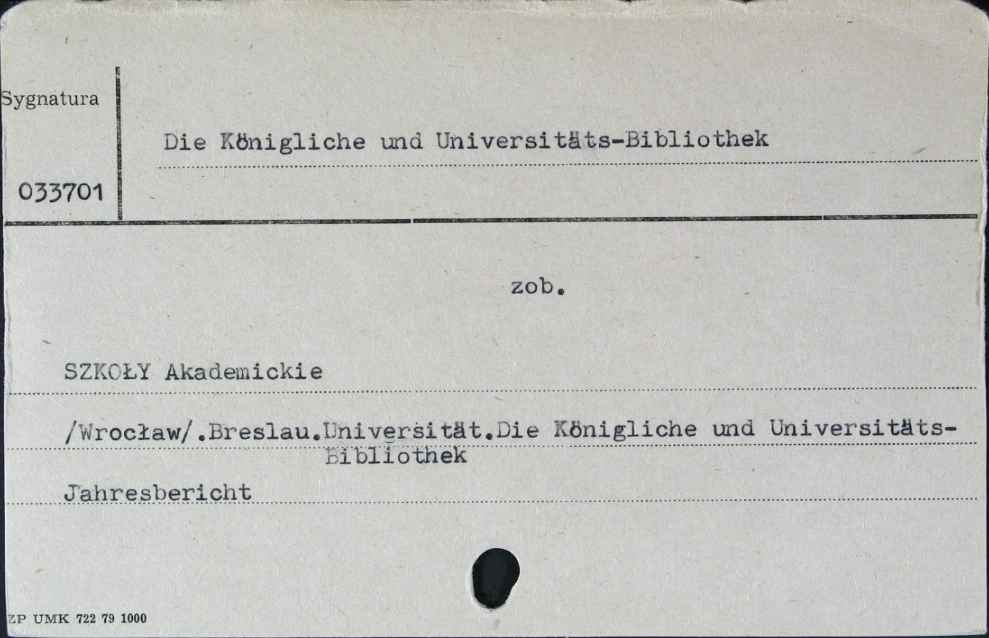 Sygnatura
Die Königliche und Universitäts-Bibliothek
033701
zob.
SZKOŁY Akademickie
/Wrocław/.Breslau.Universität.Die Königliche und Universitäts-
Bibliothek
Jahresbericht
ZP UMK 722 79 1000